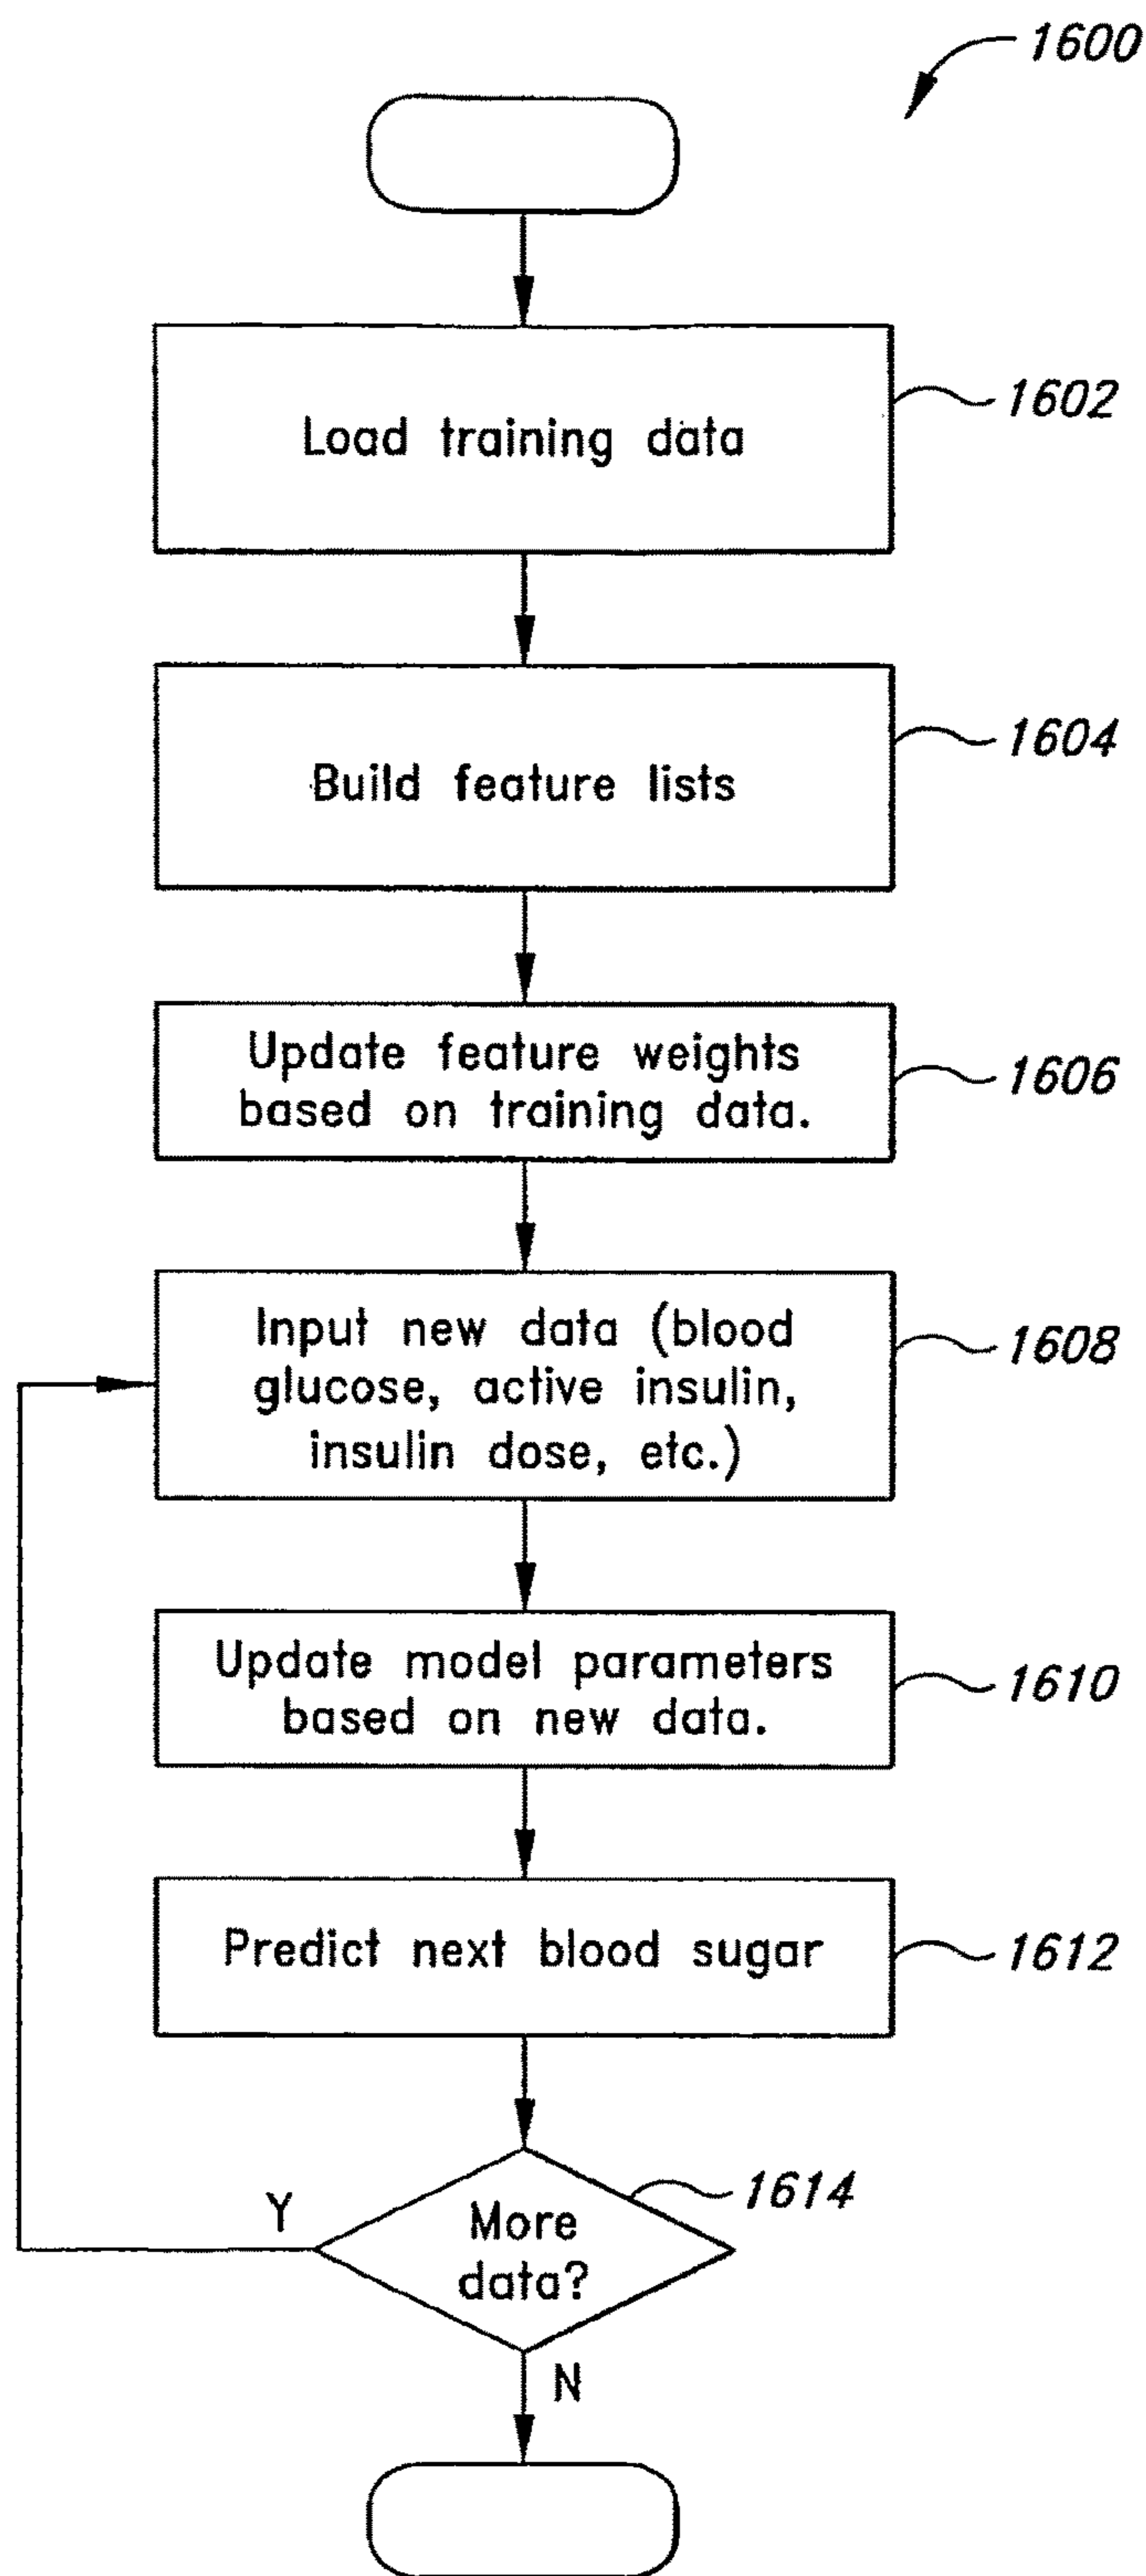 1600
Load training data
1602
Build feature lists
1604
Update feature weights
based on training data.
1606
Input new data (blood
glucose, active insulin,
insulin dose, etc.)
1608
Update model parameters
based on new data.
1610
Predict next blood sugar
1612
More
data?
1614
Y
N